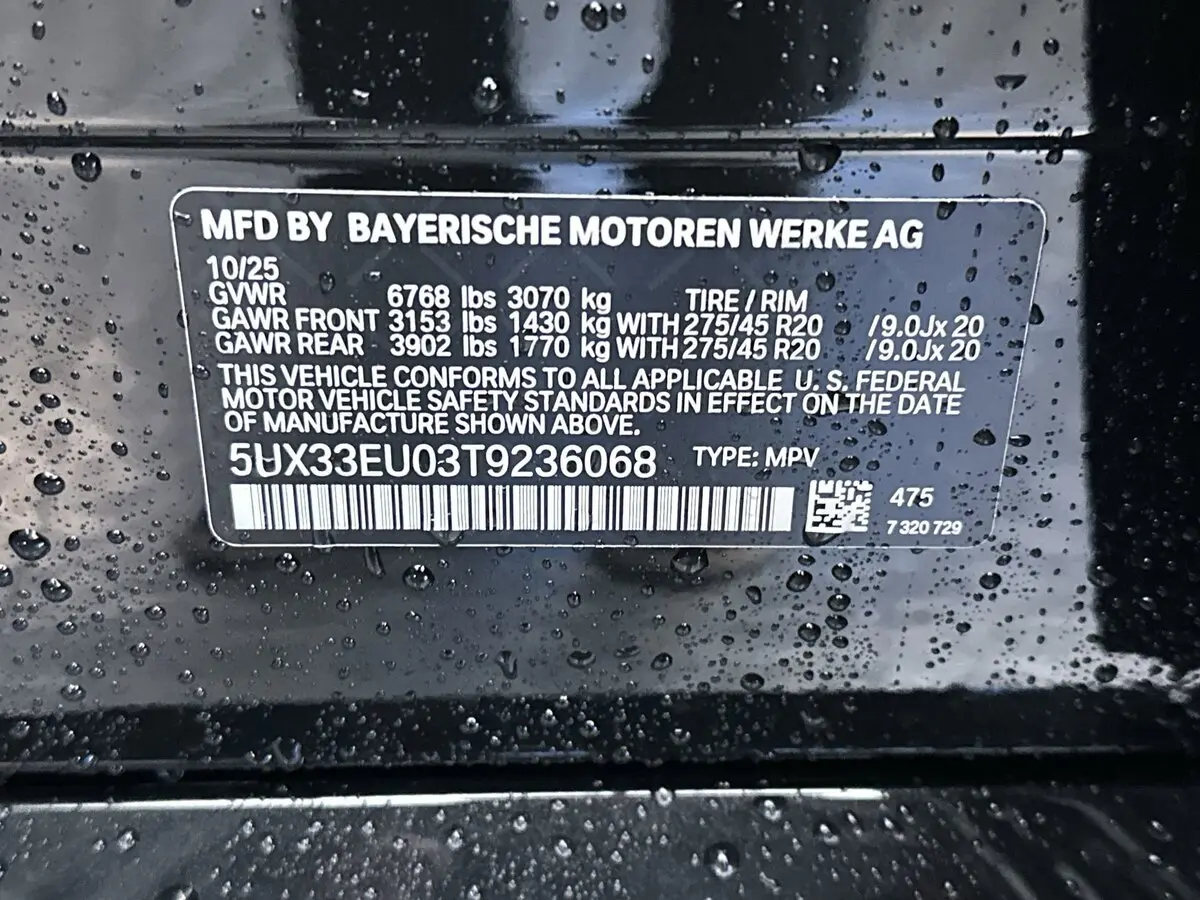 MFD BY BAYERISCHE MOTOREN WERKE AG
10/25
GVWR 6768 lbs 3070 kg TIRE / RIM
GAWR FRONT 3153 lbs 1430 kg WITH 275/45 R20 /9.0Jx 20
GAWR REAR 3902 lbs 1770 kg WITH 275/45 R20 /9.0Jx 20
THIS VEHICLE CONFORMS TO ALL APPLICABLE U. S. FEDERAL
MOTOR VEHICLE SAFETY STANDARDS IN EFFECT ON THE DATE
OF MANUFACTURE SHOWN ABOVE.
5UX33EU03T9236068 TYPE: MPV
475
7 320 729